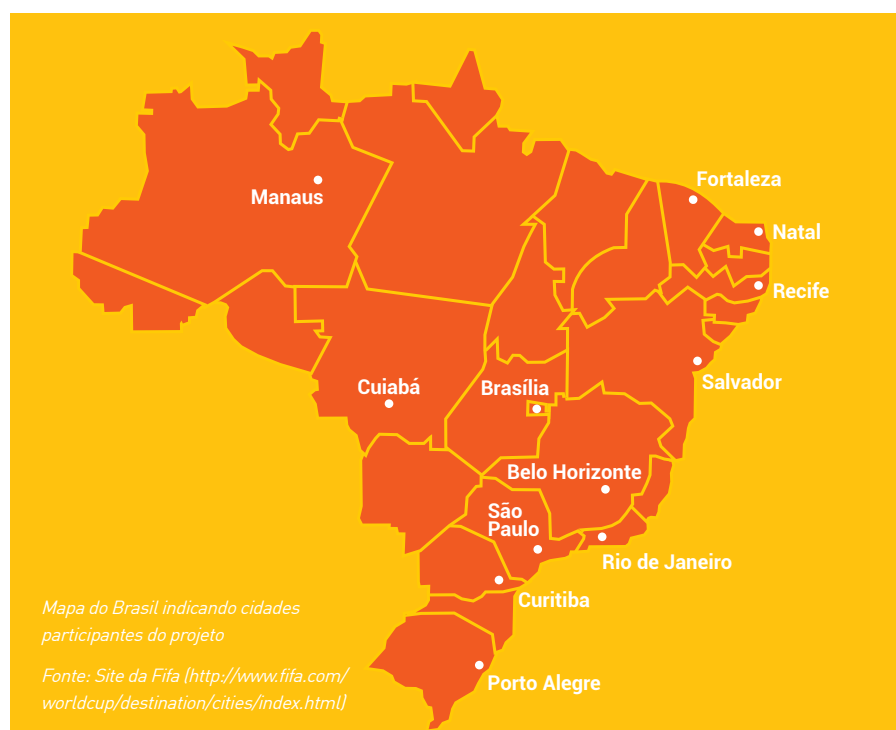 Fortaleza
Manaus
Natal
Recife
Salvador
Cuiabá
Brasília
Belo Horizonte
São
Paulo
Rio de Janeiro
Curitiba
Porto Alegre
Mapa do Brasil indicando cidades
participantes do projeto
Fonte: Site da Fifa (http://www.fifa.com/
worldcup/destination/cities/index.html)